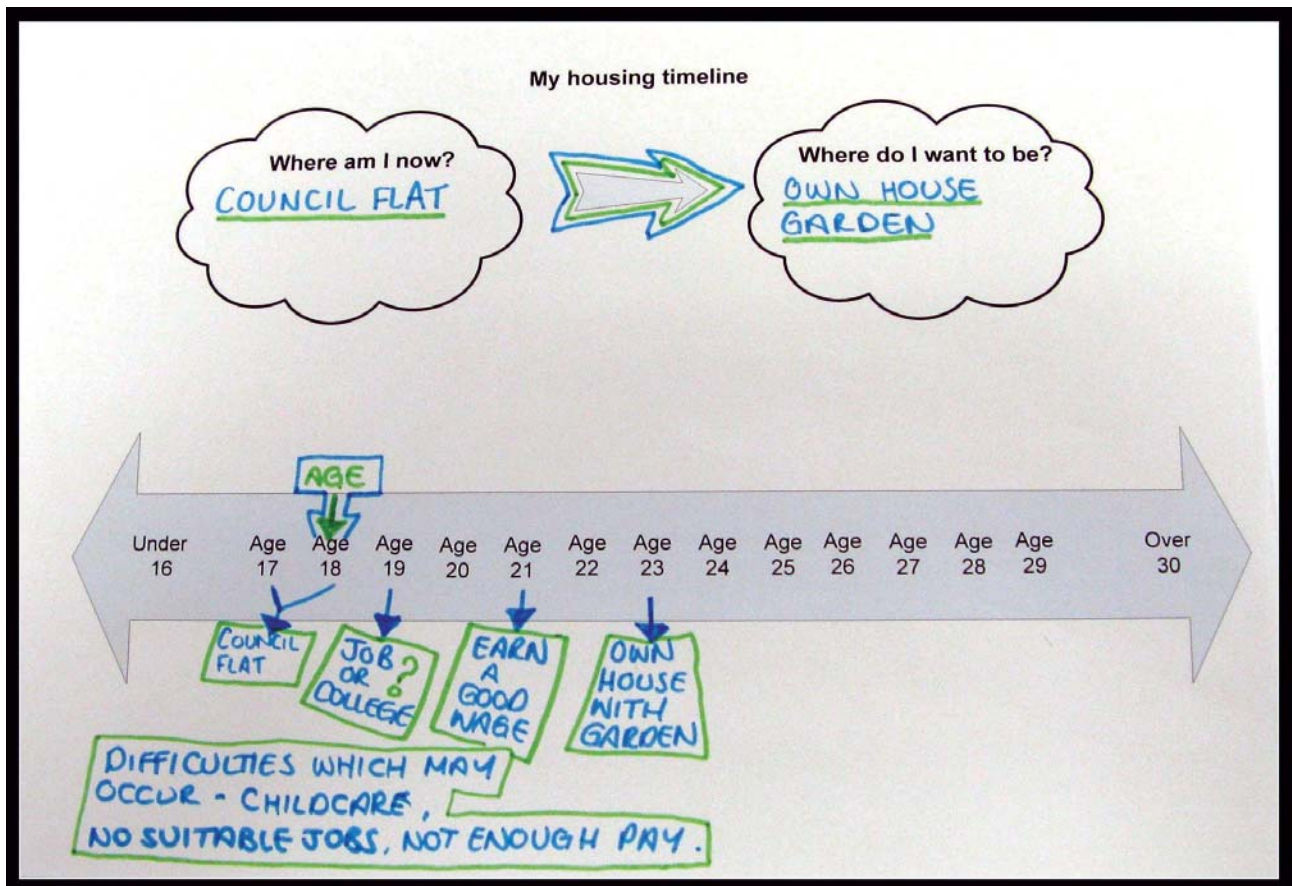 My housing timeline
Where am I now?
COUNCIL FLAT
Where do I want to be?
OWN HOUSE
GARDEN
AGE
Under 16
Age 17
Age 18
Age 19
Age 20
Age 21
Age 22
Age 23
Age 24
Age 25
Age 26
Age 27
Age 28
Age 29
Over 30
COUNCIL
FLAT
JOB
OR ?
COLLEGE
EARN
A
GOOD
WAGE
OWN
HOUSE
WITH
GARDEN
DIFFICULTIES WHICH MAY
OCCUR - CHILDCARE,
NO SUITABLE JOBS, NOT ENOUGH PAY.